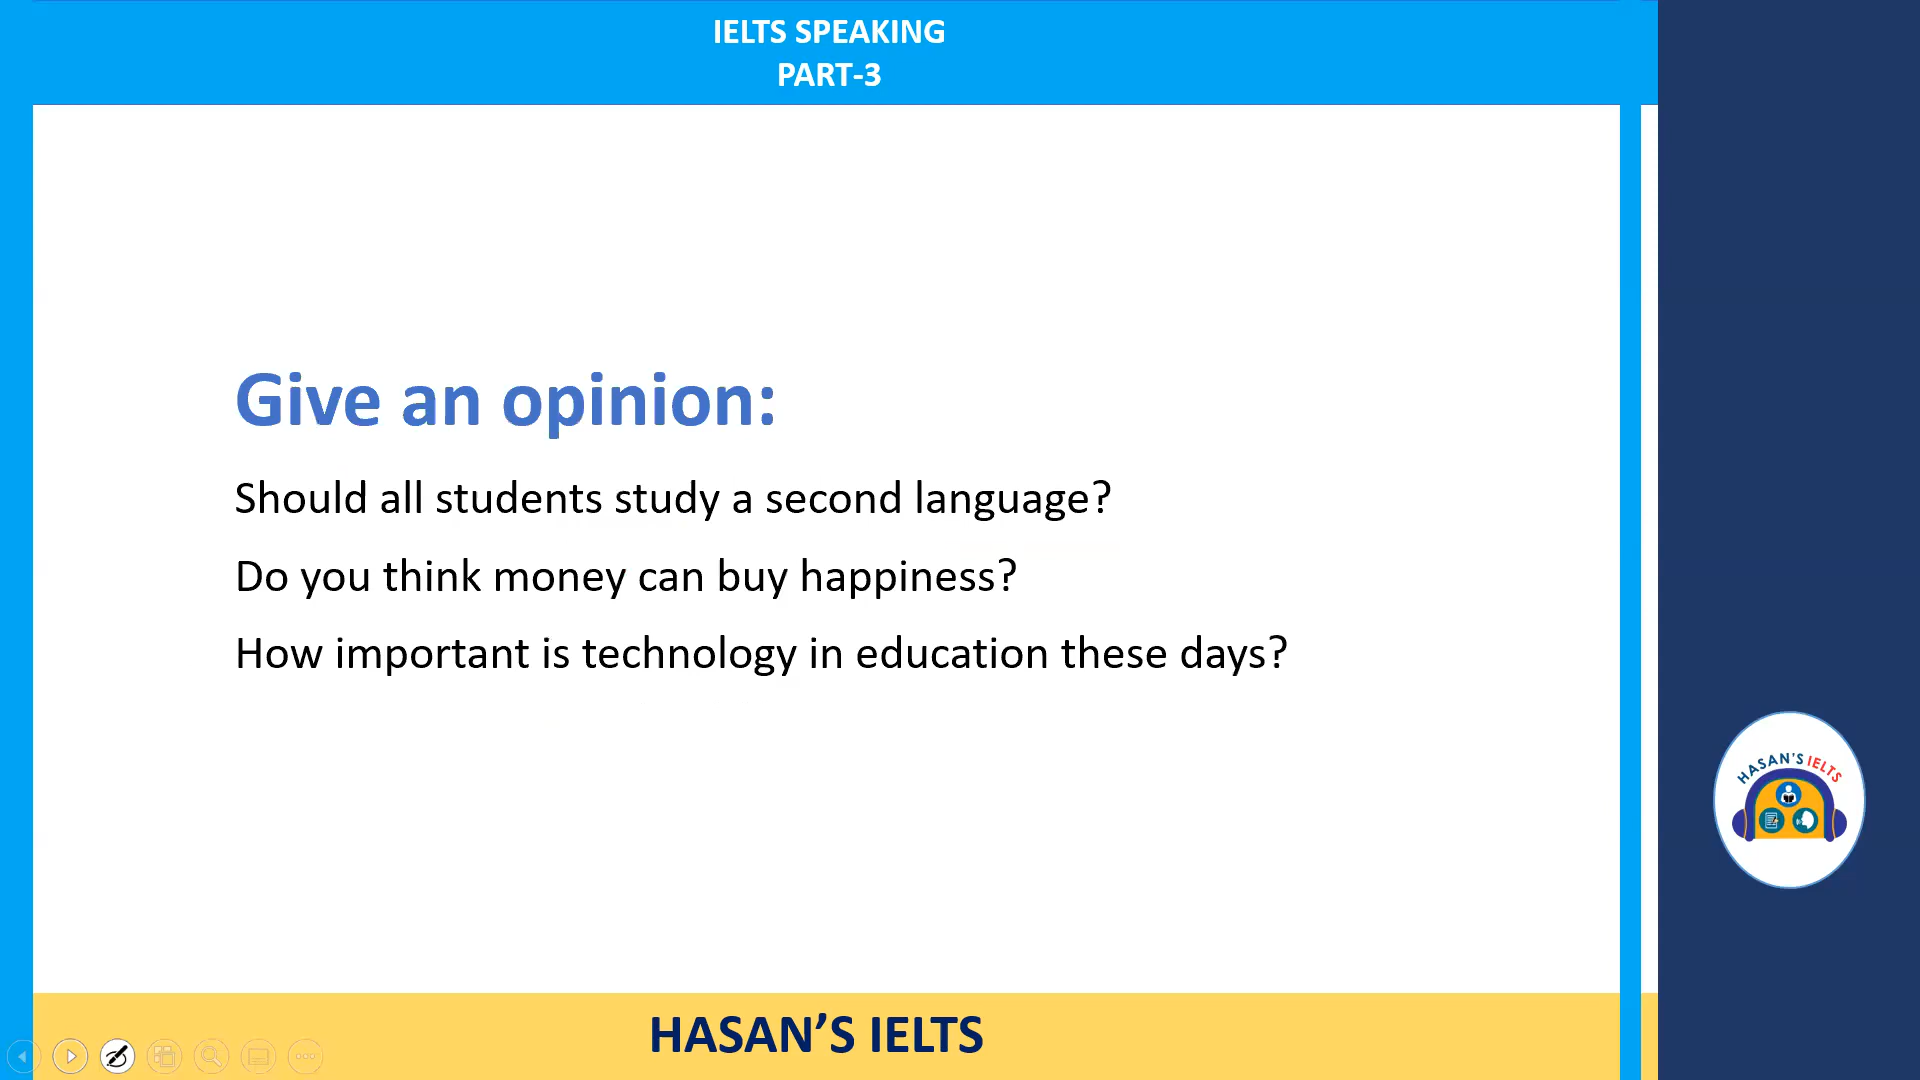 IELTS SPEAKING
PART-3
Give an opinion:
Should all students study a second language?
Do you think money can buy happiness?
How important is technology in education these days?
HASAN'S IELTS
HASAN’S IELTS